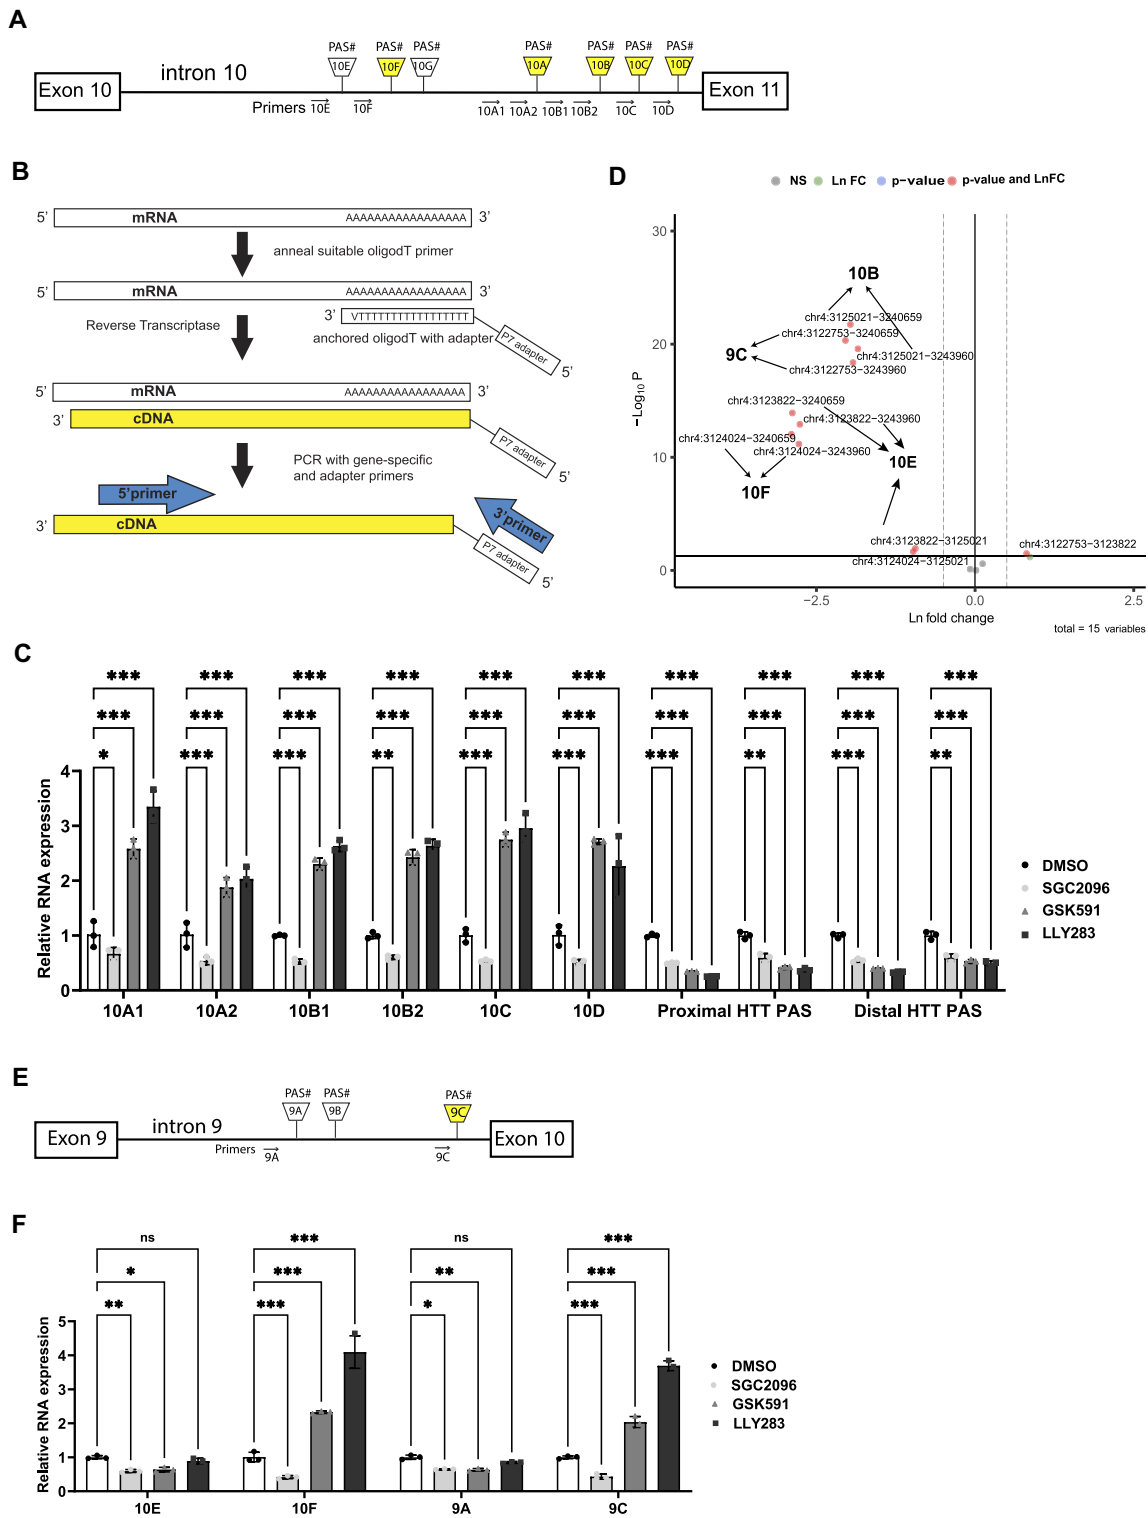 A
PAS# PAS# PAS# PAS# PAS# PAS# PAS#
10E 10F 10G 10A 10B 10C 10D
Exon 10 intron 10 Exon 11
Primers 10E 10F 10A1 10A2 10B1 10B2 10C 10D
B
5’ mRNA AAAAAAAAAAAAAAAAA 3’
anneal suitable oligodT primer
5’ mRNA AAAAAAAAAAAAAAAAA 3’
3’ VTTTTTTTTTTTTTTTTT
Reverse Transcriptase
anchored oligodT with adapter
P7 adapter
5’
5’ mRNA AAAAAAAAAAAAAAAAA 3’
3’ cDNA
P7 adapter
5’
PCR with gene-specific
and adapter primers
5’primer
3’primer
3’ cDNA
P7 adapter
5’
D
NS Ln FC p-value p-value and LnFC
30
20
10
0
−Log10 P
10B
chr4:3125021−3240659
chr4:3122753−3240659
9C
chr4:3125021−3243960
chr4:3122753−3243960
chr4:3123822−3240659
chr4:3123822−3243960
chr4:3124024−3240659
chr4:3124024−3243960
10E
10F
chr4:3123822−3125021
chr4:3122753−3123822
chr4:3124024−3125021
−2.5 0.0 2.5
Ln fold change
total = 15 variables
C
*** *** *** *** *** *** *** *** *** ***
*** *** *** *** *** *** *** *** *** ***
* *** *** ** *** *** *** ** *** **
4
3
2
1
0
Relative RNA expression
10A1 10A2 10B1 10B2 10C 10D Proximal HTT PAS Distal HTT PAS
DMSO
SGC2096
GSK591
LLY283
E
PAS# PAS# PAS#
9A 9B 9C
Exon 9 intron 9 Exon 10
Primers 9A 9C
F
ns *** ns ***
* *** ** ***
** *** * ***
5
4
3
2
1
0
Relative RNA expression
10E 10F 9A 9C
DMSO
SGC2096
GSK591
LLY283